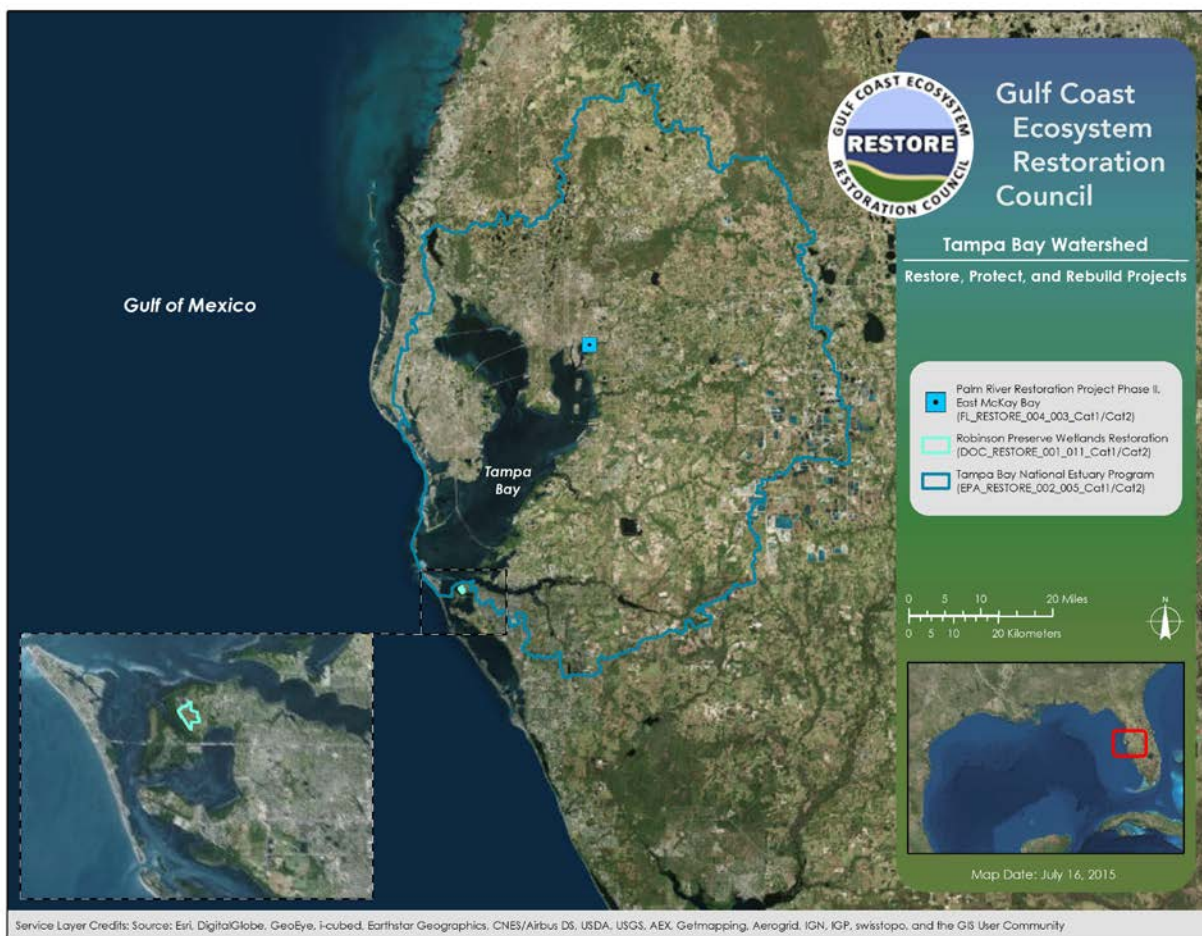 GULF COAST ECOSYSTEM
RESTORE
RESTORATION COUNCIL
Gulf Coast
Ecosystem
Restoration
Council
Tampa Bay Watershed
Restore, Protect, and Rebuild Projects
Gulf of Mexico
Palm River Restoration Project Phase II,
East McKay Bay
(FL_RESTORE_004_003_Cat1/Cat2)
Robinson Preserve Wetlands Restoration
(DOC_RESTORE_001_011_Cat1/Cat2)
Tampa Bay National Estuary Program
(EPA_RESTORE_002_005_Cat1/Cat2)
Tampa
Bay
0 5 10 20 Miles
0 5 10 20 Kilometers
N
Map Date: July 16, 2015
Service Layer Credits: Source: Esri, DigitalGlobe, GeoEye, i-cubed, Earthstar Geographics, CNES/Airbus DS, USDA, USGS, AEX, Getmapping, Aerogrid, IGN, IGP, swisstopo, and the GIS User Community